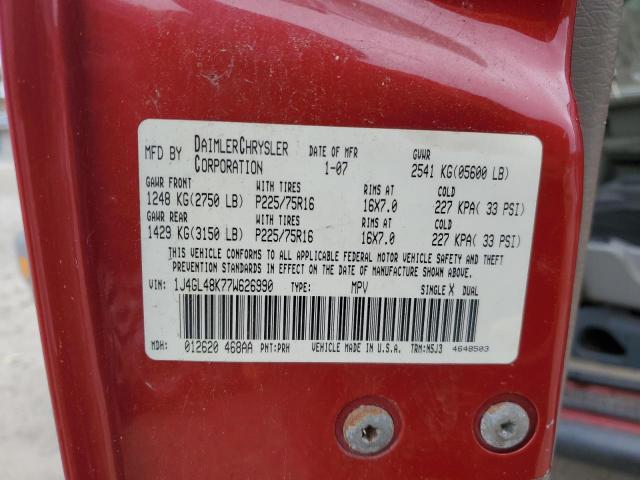 MFD BY DAIMLERCHRYSLER CORPORATION DATE OF MFR 1-07 GVWR 2541 KG(05600 LB)
GAWR FRONT WITH TIRES RIMS AT COLD
1248 KG(2750 LB) P225/75R16 16X7.0 227 KPA( 33 PSI)
GAWR REAR WITH TIRES RIMS AT COLD
1429 KG(3150 LB) P225/75R16 16X7.0 227 KPA( 33 PSI)
THIS VEHICLE CONFORMS TO ALL APPLICABLE FEDERAL MOTOR VEHICLE SAFETY AND THEFT
PREVENTION STANDARDS IN EFFECT ON THE DATE OF MANUFACTURE SHOWN ABOVE.
VIN: 1J4GL48K77W626990 TYPE: MPV SINGLE X DUAL
MDH: 012620 468AA PNT:PRH VEHICLE MADE IN U.S.A. TRM:N5J3 4648503